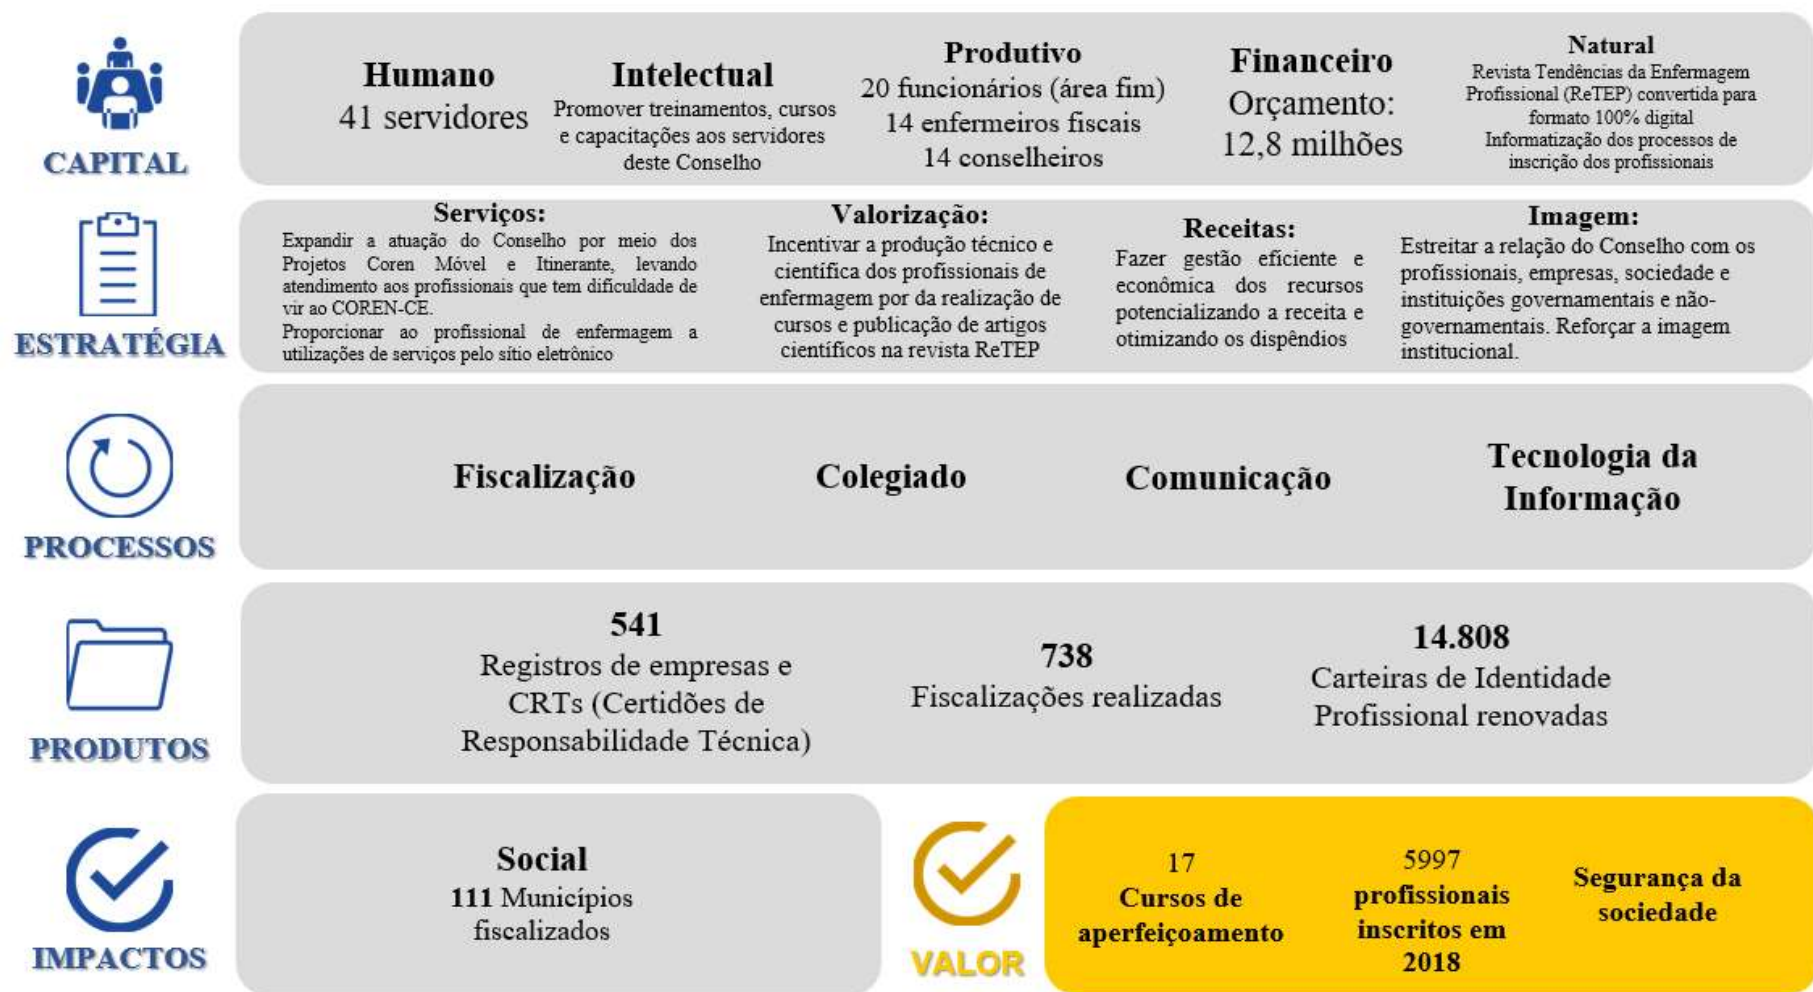 CAPITAL
Humano
41 servidores
Intelectual
Promover treinamentos, cursos
e capacitações aos servidores
deste Conselho
Produtivo
20 funcionários (área fim)
14 enfermeiros fiscais
14 conselheiros
Financeiro
Orçamento:
12,8 milhões
Natural
Revista Tendências da Enfermagem
Profissional (ReTEP) convertida para
formato 100% digital
Informatização dos processos de
inscrição dos profissionais
ESTRATÉGIA
Serviços:
Expandir a atuação do Conselho por meio dos
Projetos Coren Móvel e Itinerante, levando
atendimento aos profissionais que tem dificuldade de
vir ao COREN-CE.
Proporcionar ao profissional de enfermagem a
utilizações de serviços pelo sítio eletrônico
Valorização:
Incentivar a produção técnico e
científica dos profissionais de
enfermagem por da realização de
cursos e publicação de artigos
científicos na revista ReTEP
Receitas:
Fazer gestão eficiente e
econômica dos recursos
potencializando a receita e
otimizando os dispêndios
Imagem:
Estreitar a relação do Conselho com os
profissionais, empresas, sociedade e
instituições governamentais e não-
governamentais. Reforçar a imagem
institucional.
PROCESSOS
Fiscalização
Colegiado
Comunicação
Tecnologia da
Informação
PRODUTOS
541
Registros de empresas e
CRTs (Certidões de
Responsabilidade Técnica)
738
Fiscalizações realizadas
14.808
Carteiras de Identidade
Profissional renovadas
IMPACTOS
Social
111 Municípios
fiscalizados
VALOR
17
Cursos de
aperfeiçoamento
5997
profissionais
inscritos em
2018
Segurança da
sociedade